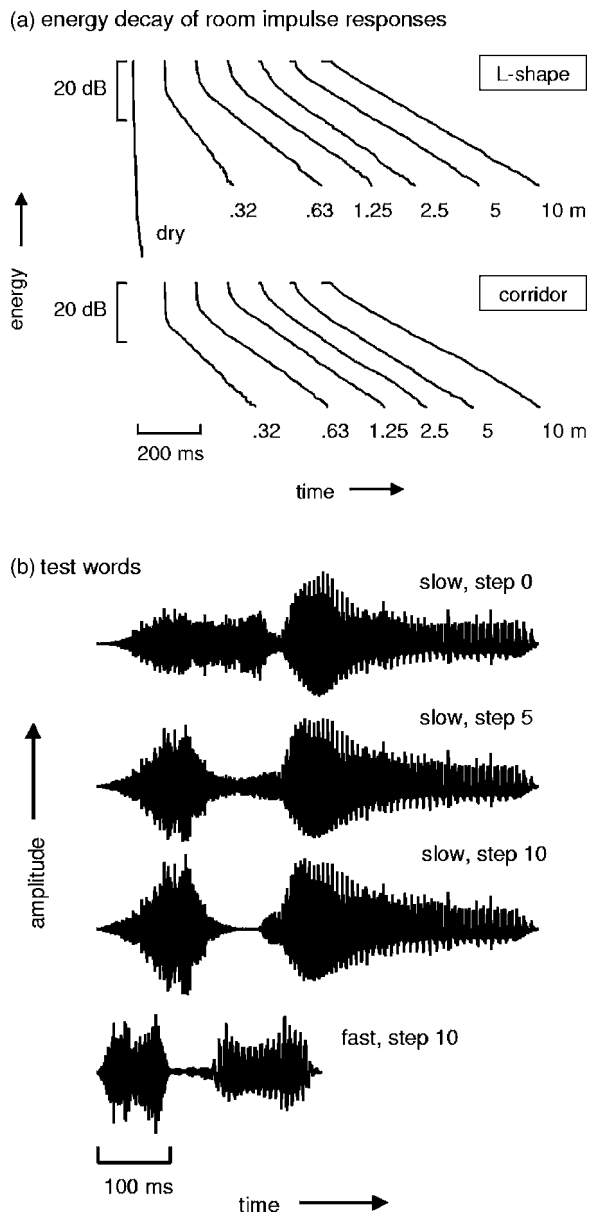 (a) energy decay of room impulse responses
L-shape
20 dB
.32 .63 1.25 2.5 5 10 m
dry
energy
corridor
20 dB
.32 .63 1.25 2.5 5 10 m
200 ms
time
(b) test words
slow, step 0
slow, step 5
slow, step 10
amplitude
fast, step 10
100 ms
time